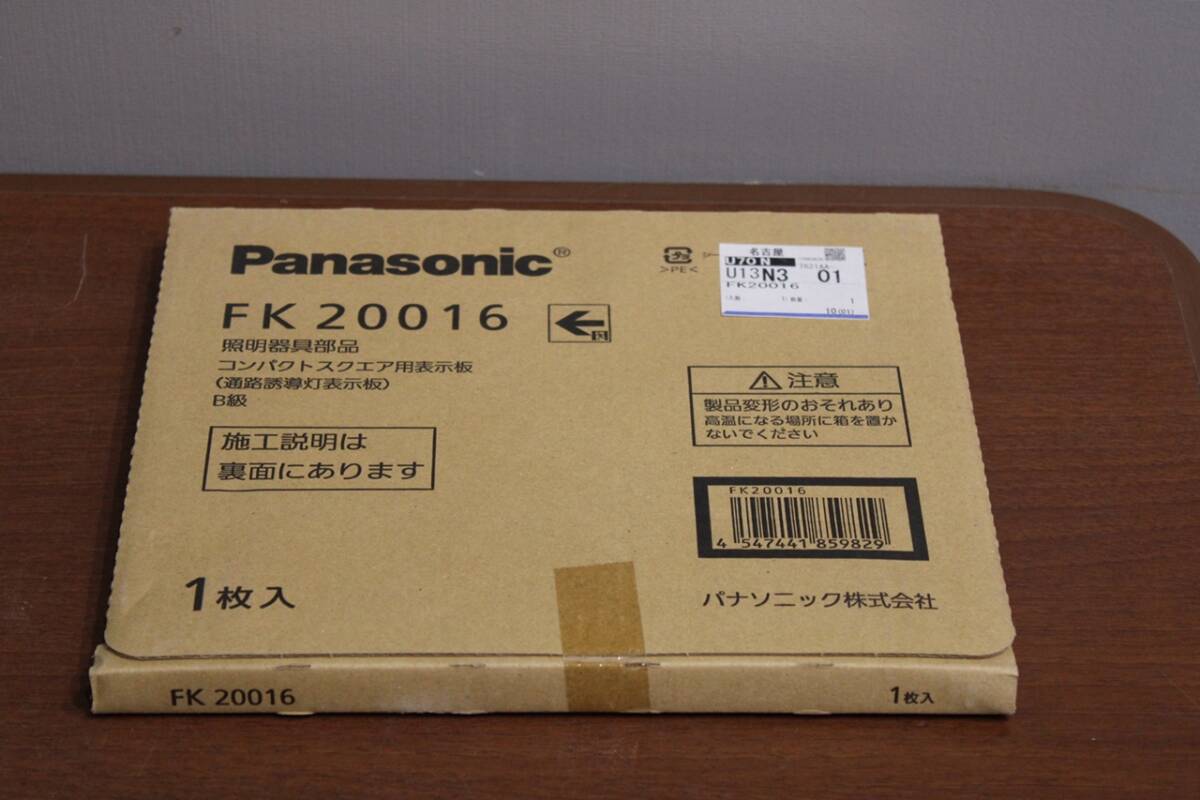 Panasonic®
FK 20016
照明器具部品
コンパクトスクエア用表示板
(通路誘導灯表示板)
B級
施工説明は
裏面にあります
1枚入
プラ
>PE<
名古屋
U70 N
U13 N3 01
FK20016
1
10(01)
注意
製品変形のおそれあり
高温になる場所に箱を置か
ないでください
FK20016
4 547441 859829
パナソニック株式会社
FK 20016
1枚入